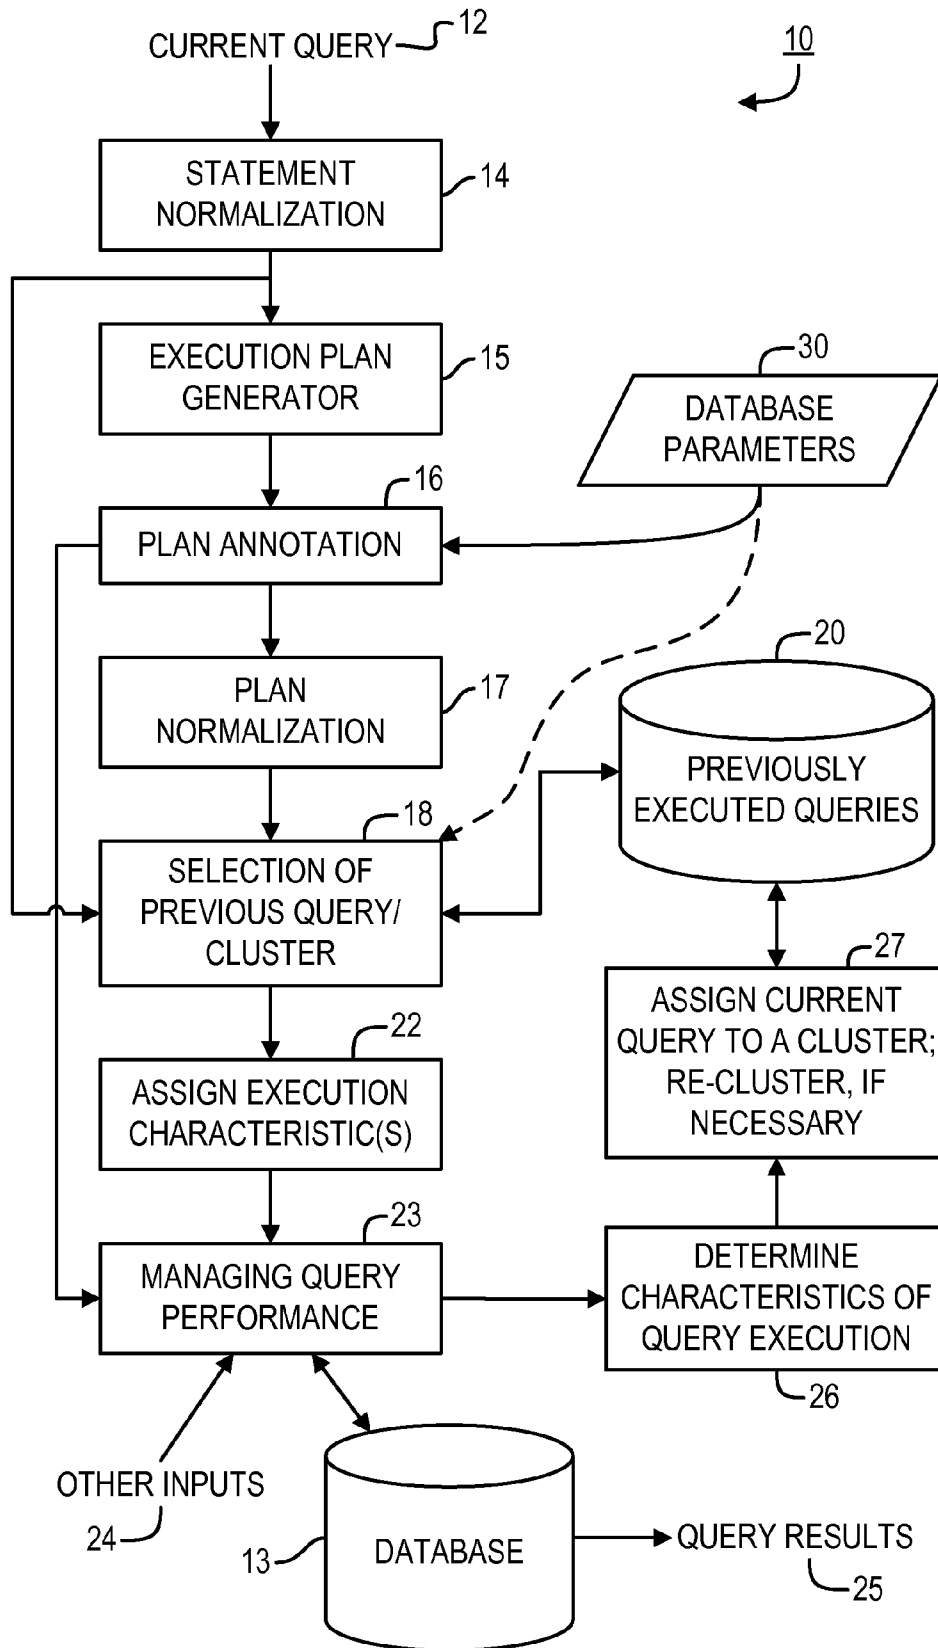 CURRENT QUERY
12
10
STATEMENT
NORMALIZATION
14
EXECUTION PLAN
GENERATOR
15
30
DATABASE
PARAMETERS
16
PLAN ANNOTATION
PLAN
NORMALIZATION
17
20
PREVIOUSLY
EXECUTED QUERIES
18
SELECTION OF
PREVIOUS QUERY/
CLUSTER
27
ASSIGN CURRENT
QUERY TO A CLUSTER;
RE-CLUSTER, IF
NECESSARY
22
ASSIGN EXECUTION
CHARACTERISTIC(S)
23
MANAGING QUERY
PERFORMANCE
DETERMINE
CHARACTERISTICS OF
QUERY EXECUTION
26
OTHER INPUTS
24
13
DATABASE
QUERY RESULTS
25